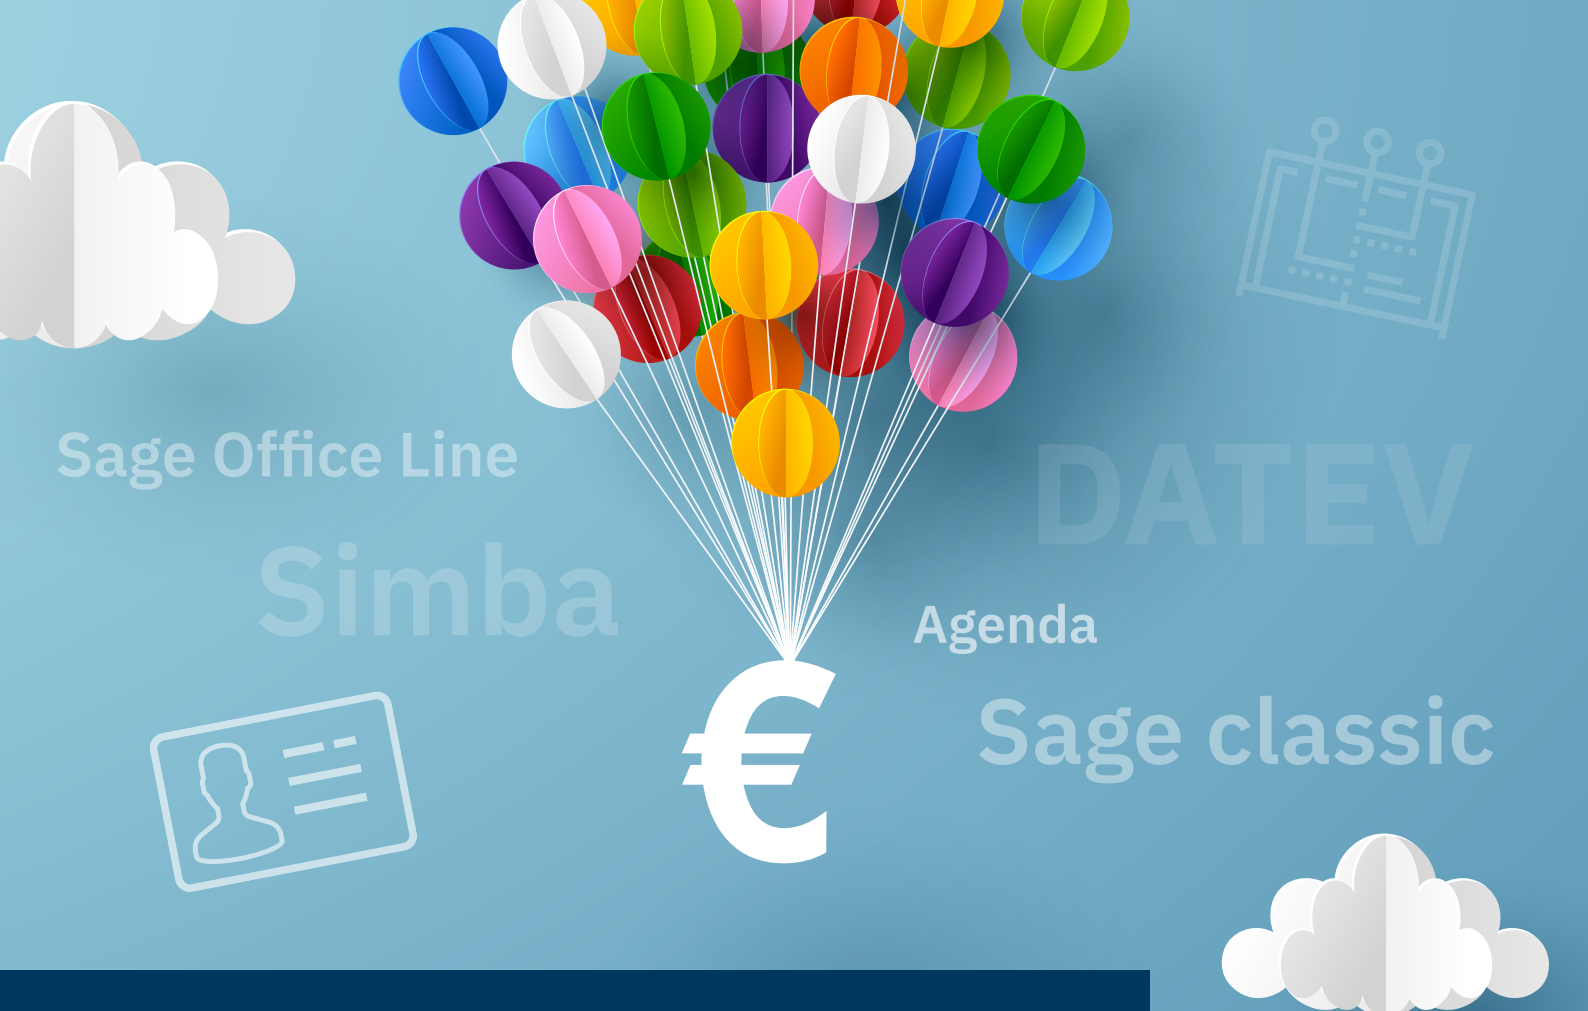 Sage Office Line
DATEV
Simba
Agenda
€
Sage classic